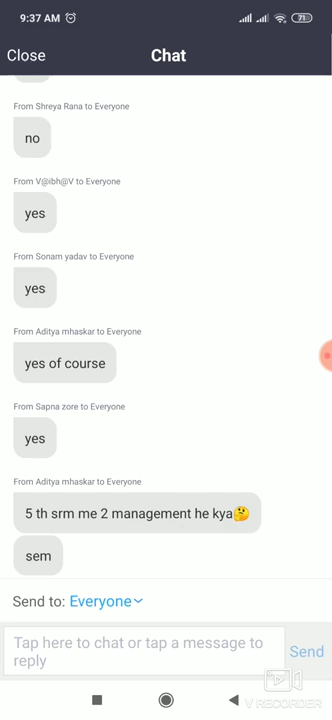 9:37 AM
71
Close
Chat
From Shreya Rana to Everyone
no
From V@ibh@V to Everyone
yes
From Sonam yadav to Everyone
yes
From Aditya mhaskar to Everyone
yes of course
From Sapna zore to Everyone
yes
From Aditya mhaskar to Everyone
5 th srm me 2 management he kya🤔
sem
Send to: Everyone
Tap here to chat or tap a message to
reply
Send
V RECORDER